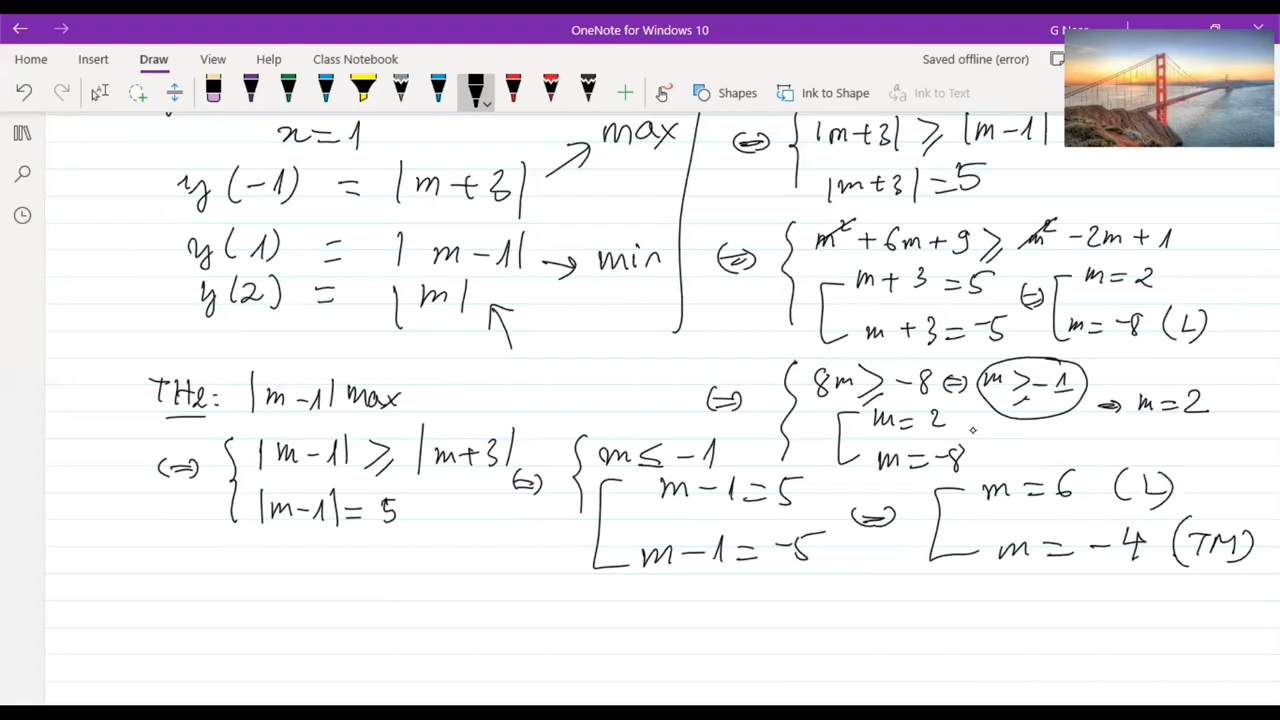 OneNote for Windows 10
Home Insert Draw View Help Class Notebook
Saved offline (error)
Shapes Ink to Shape Ink to Text
x = 1
max
y(-1) = |m + 3|
y(1) = |m - 1| → min
y(2) = |m|
⇔ { |m+3| ⩾ |m-1|
|m+3| = 5
⇔ { m² + 6m + 9 ⩾ m² - 2m + 1
[ m + 3 = 5 ⇔ [ m = 2
m + 3 = -5 m = -8 (L)
⇔ { 8m ⩾ -8 ⇔ m ⩾ -1
[ m = 2 → m = 2
m = -8
TH2: |m - 1| max
⇔ { |m - 1| ⩾ |m+3| ⇔ { m ≤ -1
|m-1| = 5 [ m - 1 = 5 ⇔ [ m = 6 (L)
m - 1 = -5 m = -4 (TM)